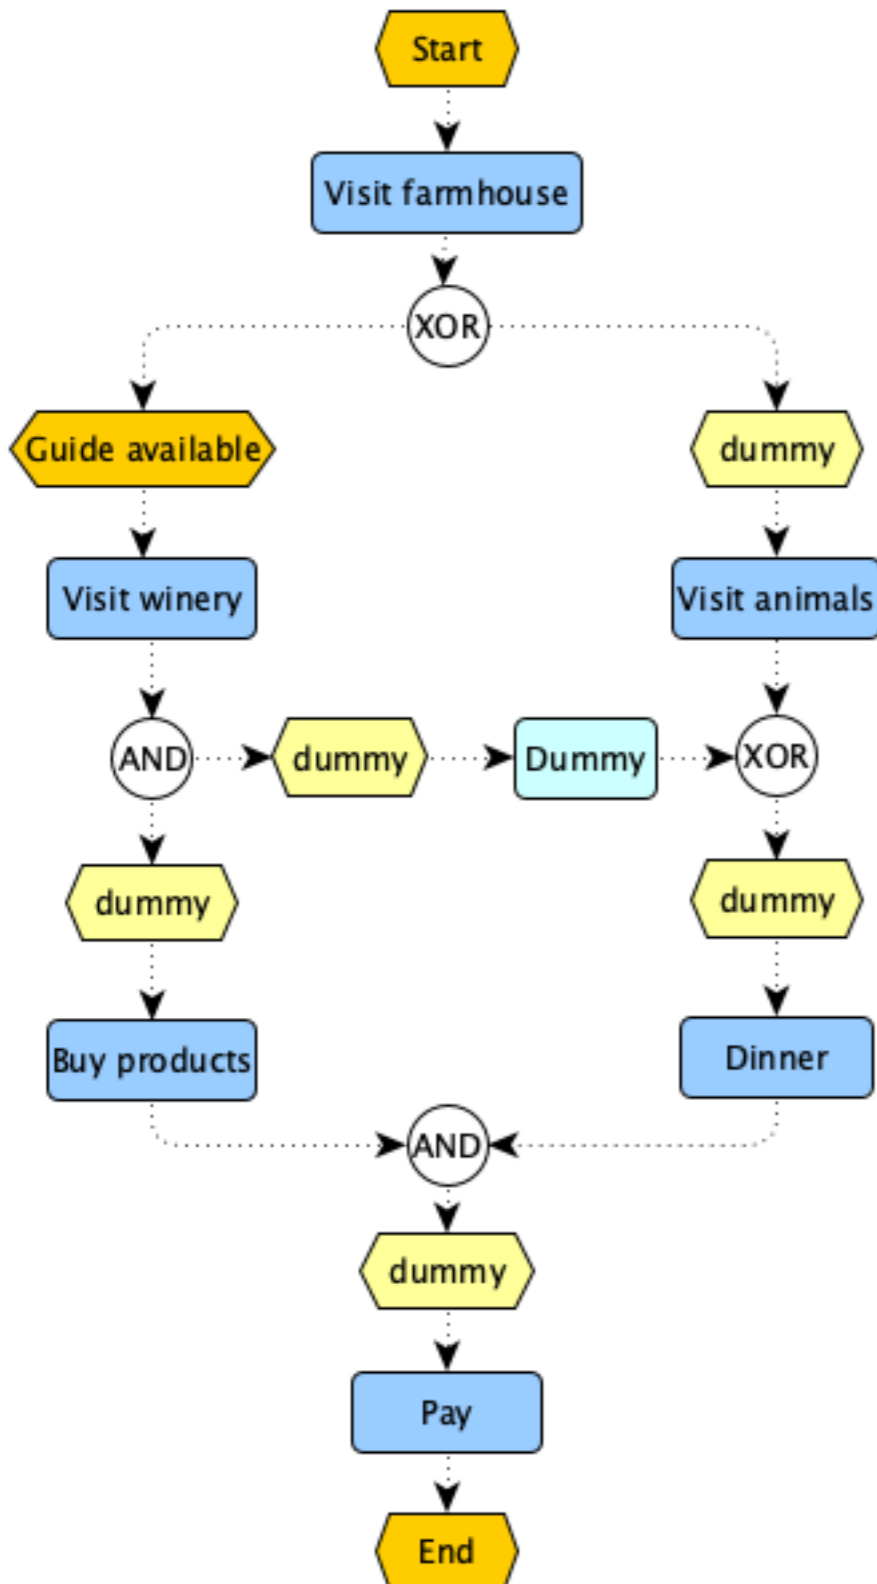 Start
Visit farmhouse
XOR
Guide available
dummy
Visit winery
Visit animals
AND
dummy
Dummy
XOR
dummy
dummy
Buy products
Dinner
AND
dummy
Pay
End